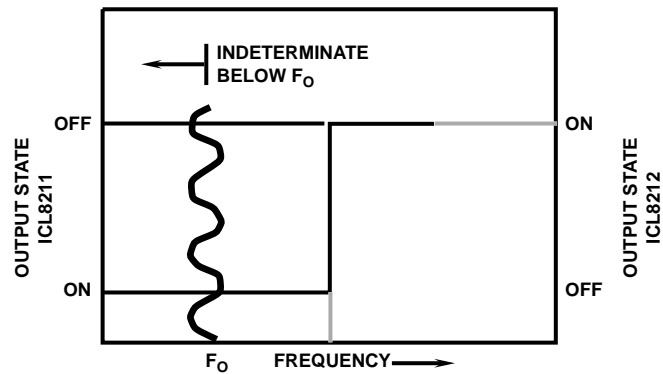 INDETERMINATE
BELOW FO
OFF
ON
OUTPUT STATE
ICL8211
OUTPUT STATE
ICL8212
ON
OFF
FO
FREQUENCY